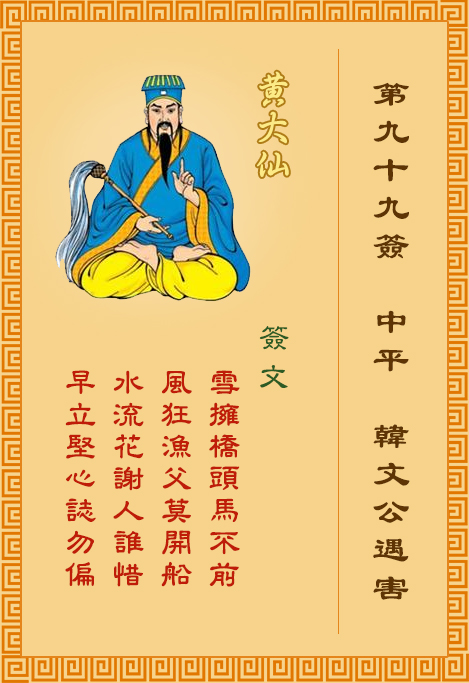 第九十九簽 中平 韓文公遇害
黃大仙
簽文
雪擁橋頭馬不前
風狂漁父莫開船
水流花謝人誰惜
早立堅心誌勿偏